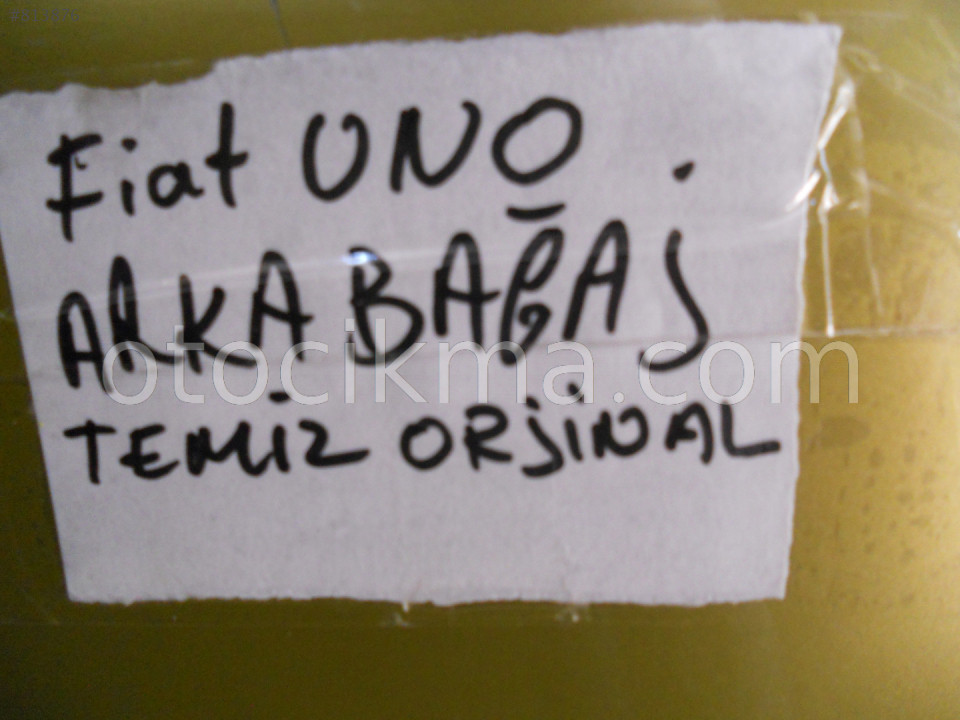 Fiat UNO
ARKA BAGAj
TEMiZ ORjiNAL
otocikma.com